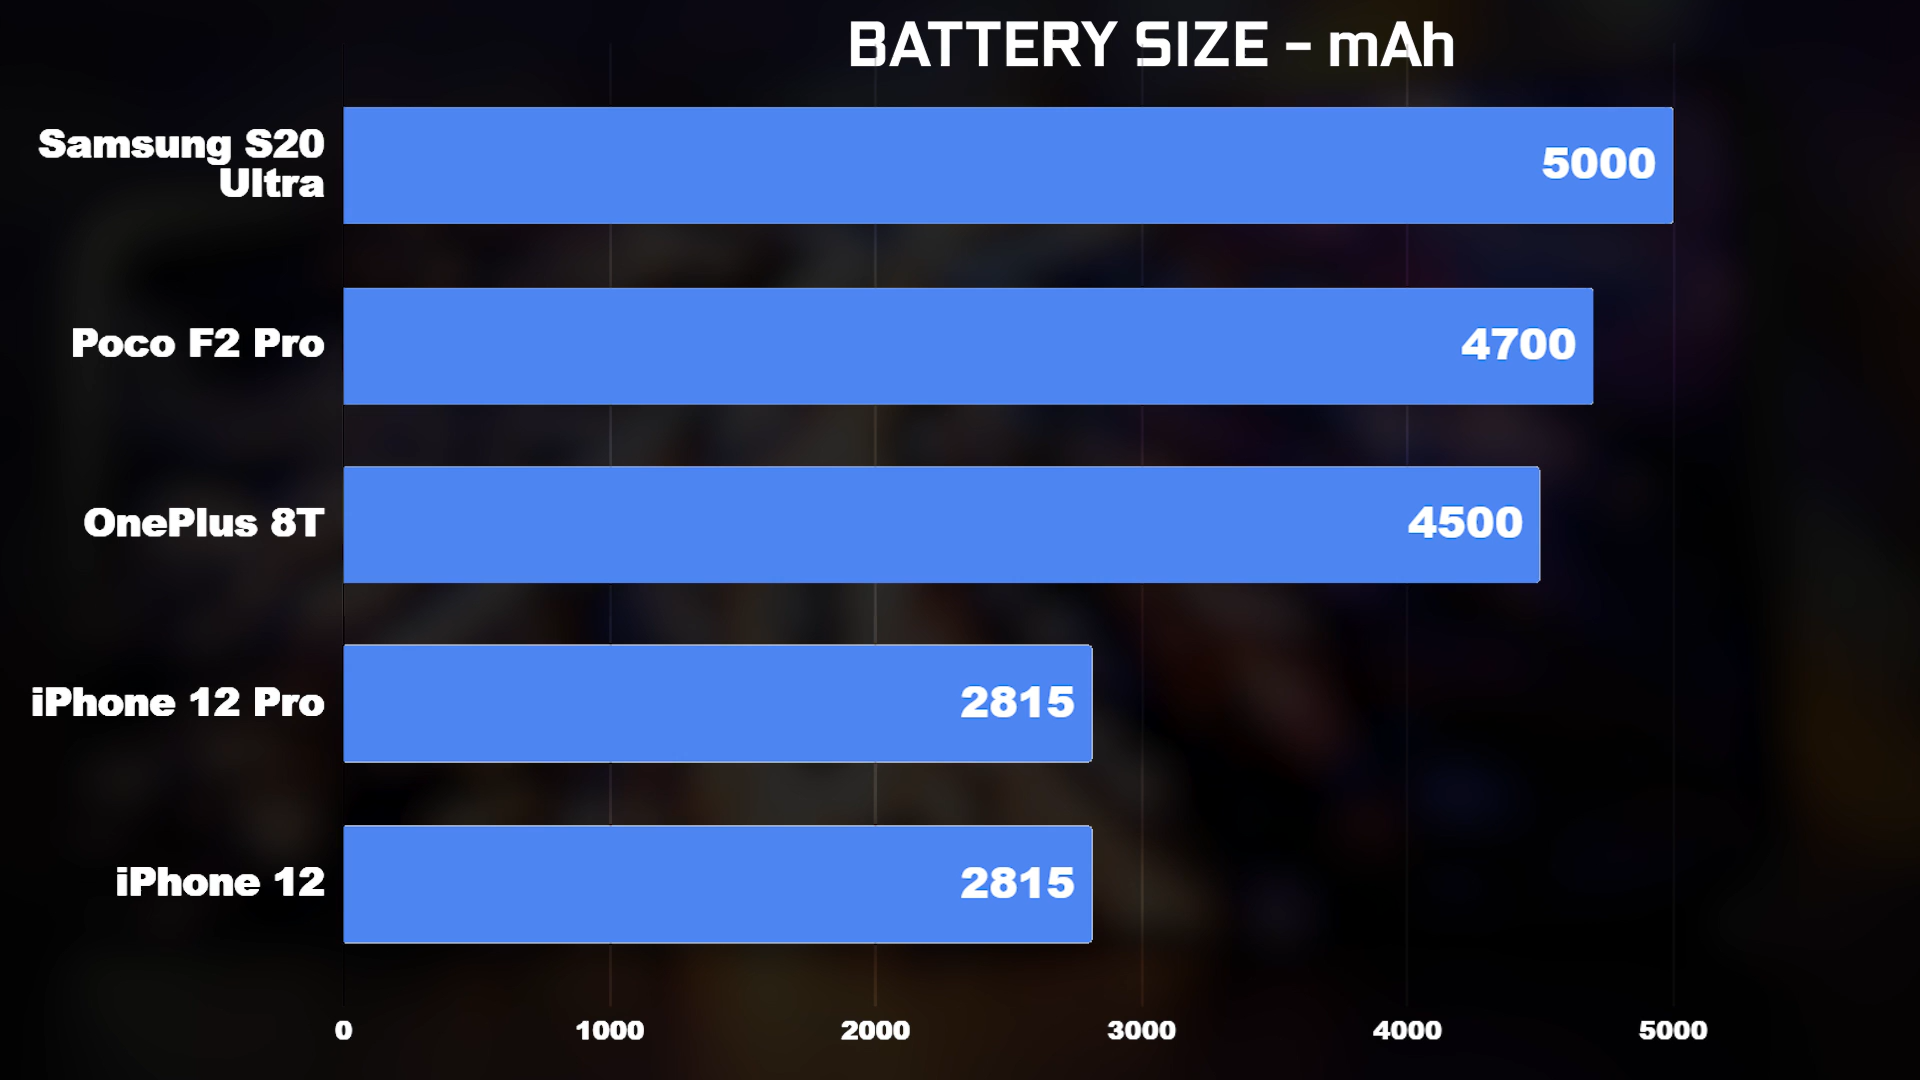 BATTERY SIZE – mAh
Samsung S20
Ultra
5000
Poco F2 Pro
4700
OnePlus 8T
4500
iPhone 12 Pro
2815
iPhone 12
2815
0 1000 2000 3000 4000 5000